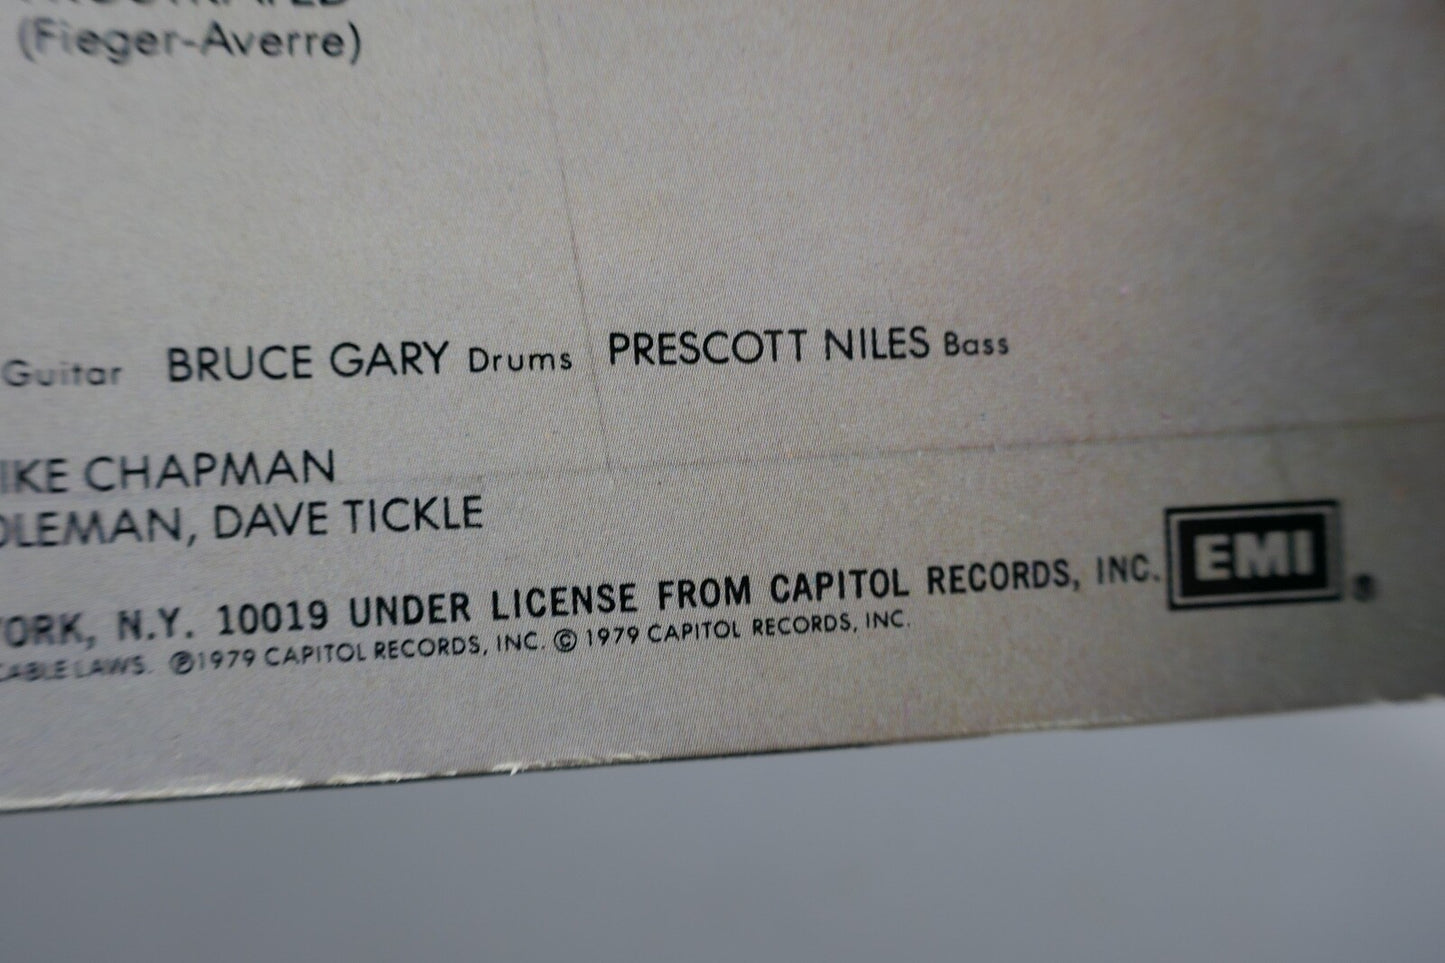 (Fieger-Averre)
Guitar BRUCE GARY Drums PRESCOTT NILES Bass
IKE CHAPMAN
OLEMAN, DAVE TICKLE
YORK, N.Y. 10019 UNDER LICENSE FROM CAPITOL RECORDS, INC. EMI ®
CABLE LAWS. ℗1979 CAPITOL RECORDS, INC. © 1979 CAPITOL RECORDS, INC.